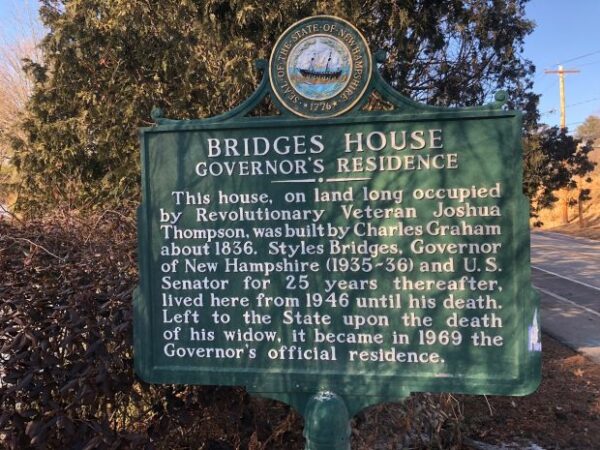 SEAL·OF·THE·STATE·OF·NEW HAMPSHIRE
·1776·
BRIDGES HOUSE
GOVERNOR'S RESIDENCE
This house, on land long occupied
by Revolutionary Veteran Joshua
Thompson, was built by Charles Graham
about 1836. Styles Bridges, Governor
of New Hampshire (1935-36) and U.S.
Senator for 25 years thereafter,
lived here from 1946 until his death.
Left to the State upon the death
of his widow, it became in 1969 the
Governor's official residence.